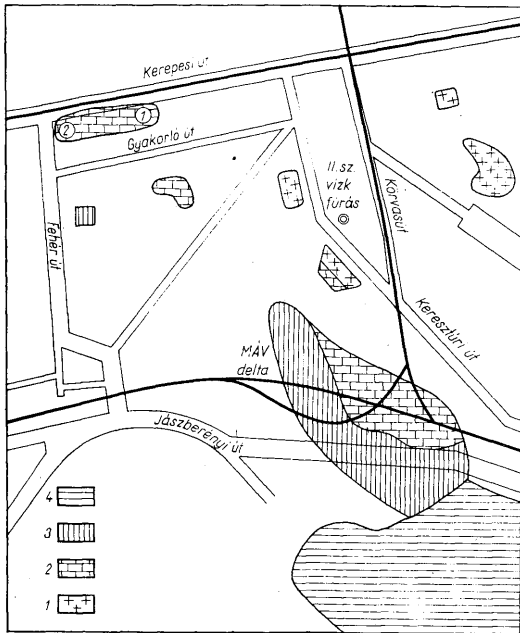 Kerepesi út
1
2
Gyakorló út
II. sz.
vizk
fúrás
Körvasút
Fehér út
Keresztúri út
MÁV
delta
Jászberényi út
4
3
2
1